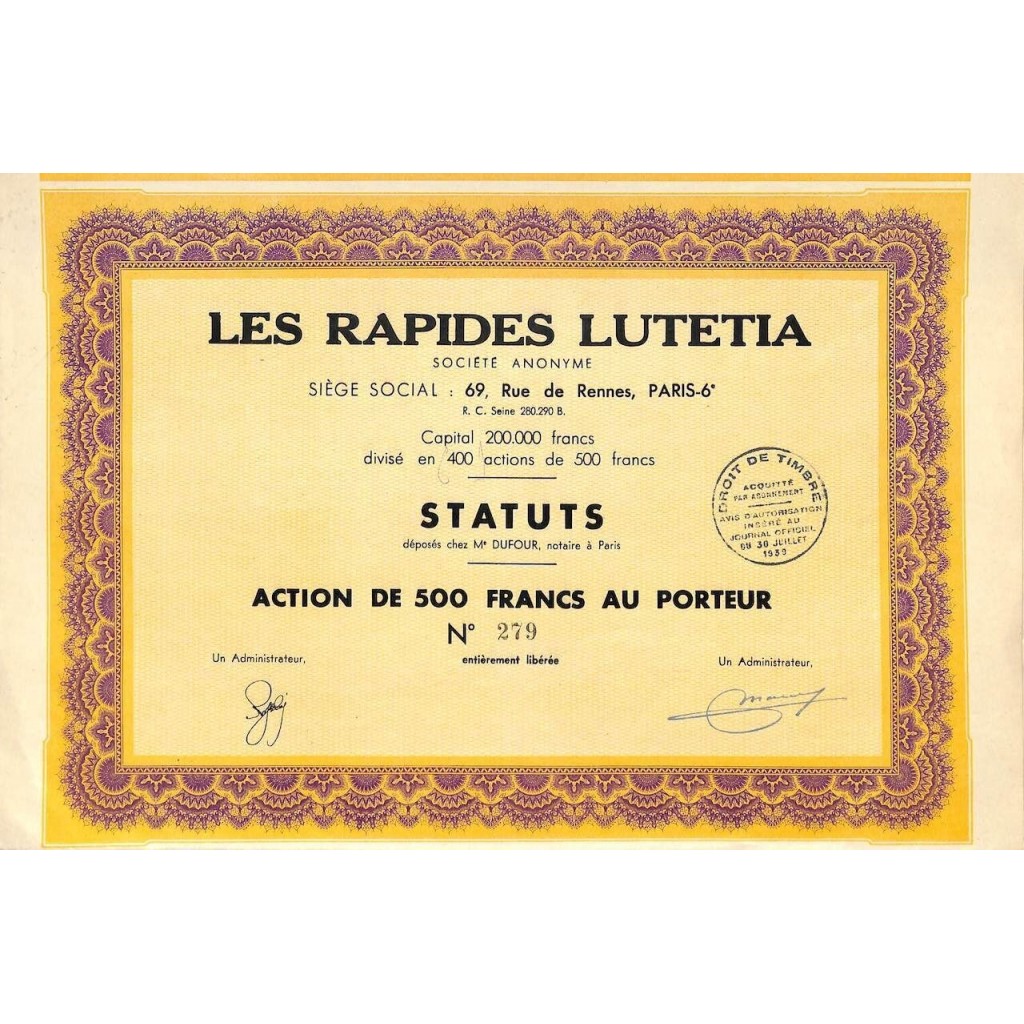 LES RAPIDES LUTETIA
SOCIÉTÉ ANONYME
SIÈGE SOCIAL : 69, Rue de Rennes, PARIS-6e
R. C. Seine 280.290 B.
Capital 200.000 francs
divisé en 400 actions de 500 francs
STATUTS
déposés chez Me DUFOUR, notaire à Paris
DROIT DE TIMBRE
ACQUITTÉ
PAR ABONNEMENT
AVIS D'AUTORISATION
INSÉRÉ AU
JOURNAL OFFICIEL
DU 30 JUILLET
1939
ACTION DE 500 FRANCS AU PORTEUR
N° 279
Un Administrateur,
entièrement libérée
Un Administrateur,